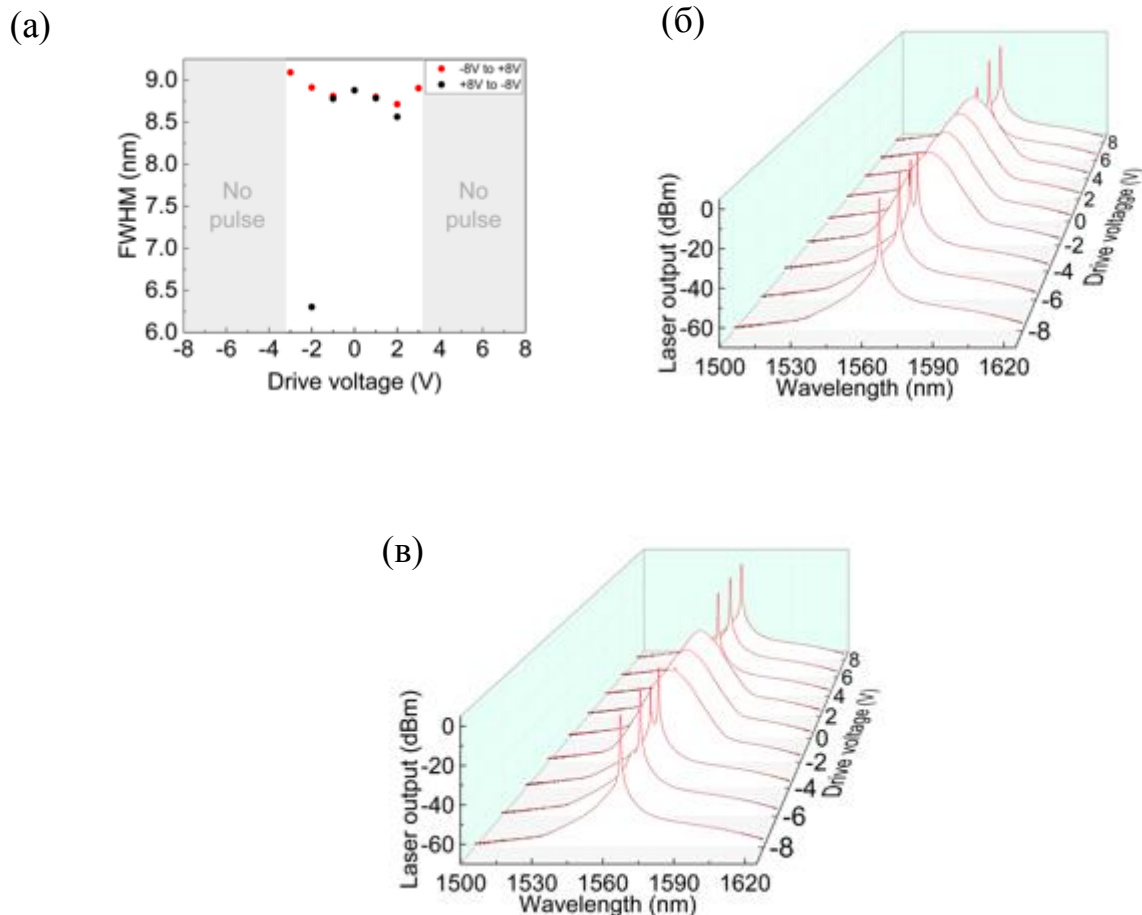 (а)
9.0
8.5
8.0
7.5
7.0
6.5
6.0
FWHM (nm)
-8V to +8V
+8V to -8V
No
pulse
No
pulse
-8 -6 -4 -2 0 2 4 6 8
Drive voltage (V)
(б)
0
-20
-40
-60
Laser output (dBm)
1500 1530 1560 1590 1620
Wavelength (nm)
8
6
4
2
0
-2
-4
-6
-8
Drive voltagge (V)
(в)
0
-20
-40
-60
Laser output (dBm)
1500 1530 1560 1590 1620
Wavelength (nm)
8
6
4
2
0
-2
-4
-6
-8
Drive voltage (V)